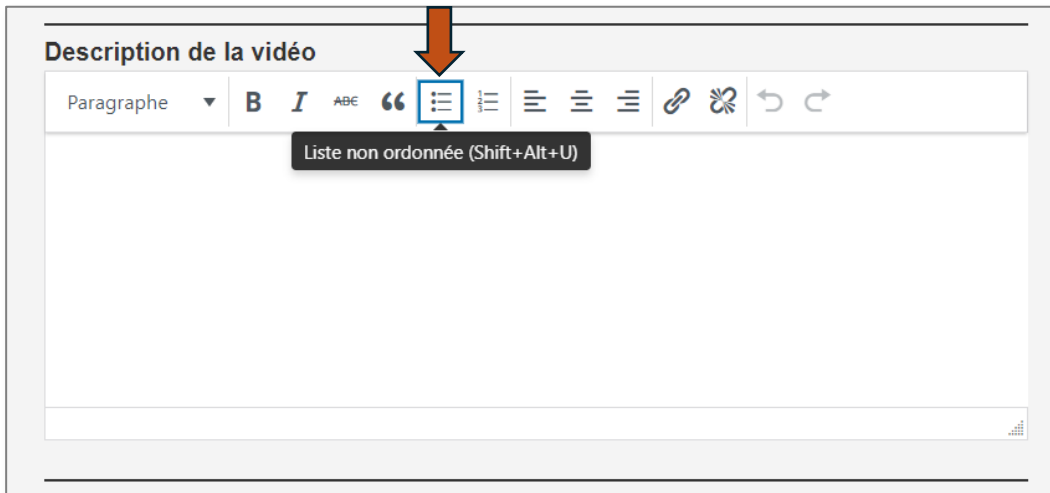 Description de la vidéo
Paragraphe B I ABC
Liste non ordonnée (Shift+Alt+U)